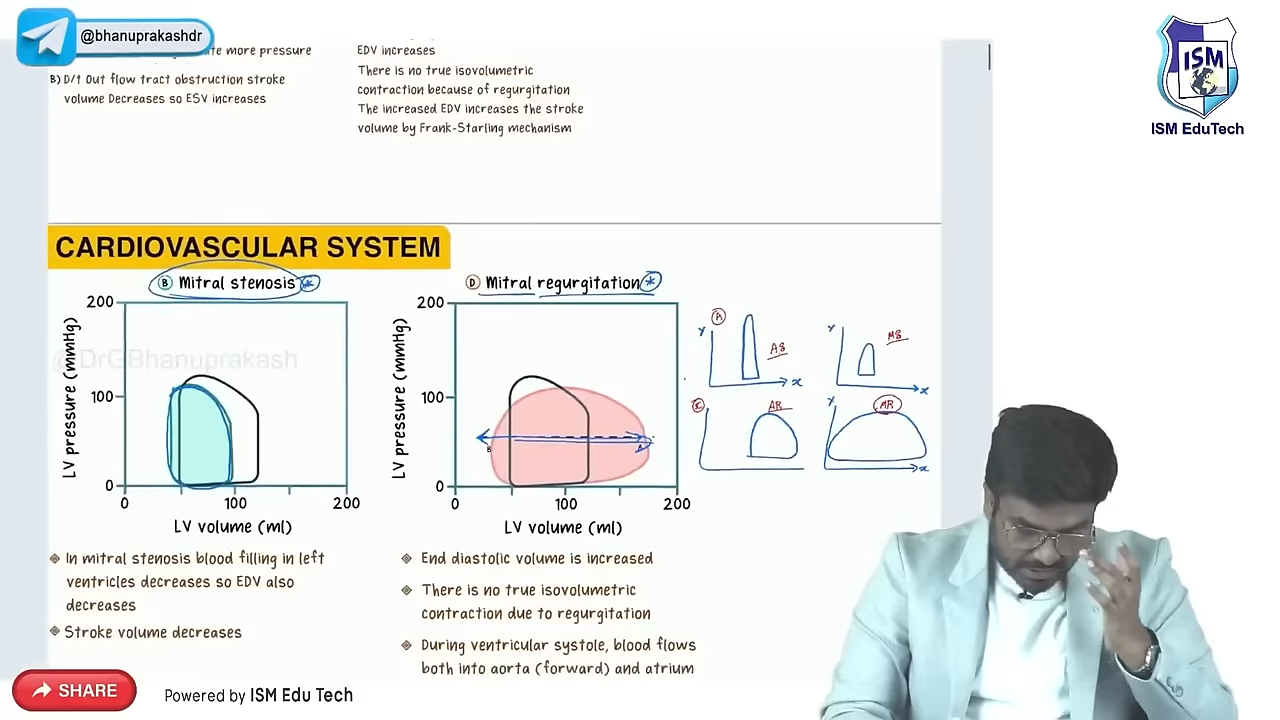 @bhanuprakashdr
te more pressure
B) D/t Out flow tract obstruction stroke
volume Decreases so ESV increases
EDV increases
There is no true isovolumetric
contraction because of regurgitation
The increased EDV increases the stroke
volume by Frank-Starling mechanism
ISM
ISM EduTech
CARDIOVASCULAR SYSTEM
B Mitral stenosis *
200
100
0
LV pressure (mmHg)
@DrGBhanuprakash
0 100 200
LV volume (ml)
D Mitral regurgitation *
200
100
0
LV pressure (mmHg)
B
A
0 100 200
LV volume (ml)
A
Y
AS
x
Y
MS
x
C
AR
Y
MR
x
In mitral stenosis blood filling in left
ventricles decreases so EDV also
decreases
Stroke volume decreases
End diastolic volume is increased
There is no true isovolumetric
contraction due to regurgitation
During ventricular systole, blood flows
both into aorta (forward) and atrium
SHARE
Powered by ISM Edu Tech